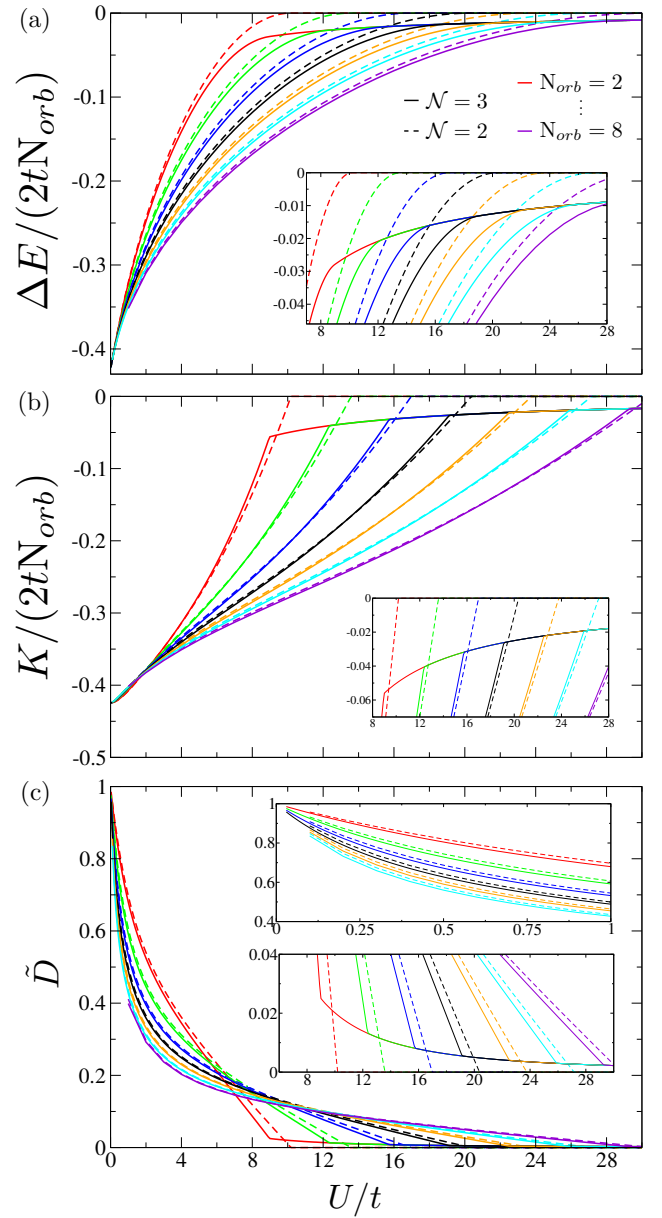 (a)
0
-0.1
-0.2
-0.3
-0.4
ΔE/(2tN_orb)
𝒩 = 3
𝒩 = 2
N_orb = 2
⋮
N_orb = 8
0
-0.01
-0.02
-0.03
-0.04
8 12 16 20 24 28
(b)
0
-0.1
-0.2
-0.3
-0.4
-0.5
K/(2tN_orb)
0
-0.02
-0.04
-0.06
8 12 16 20 24 28
(c)
1
0.8
0.6
0.4
0.2
0
D̃
1
0.8
0.6
0.4
0 0.25 0.5 0.75 1
0.04
0.02
0
8 12 16 20 24 28
0 4 8 12 16 20 24 28
U/t